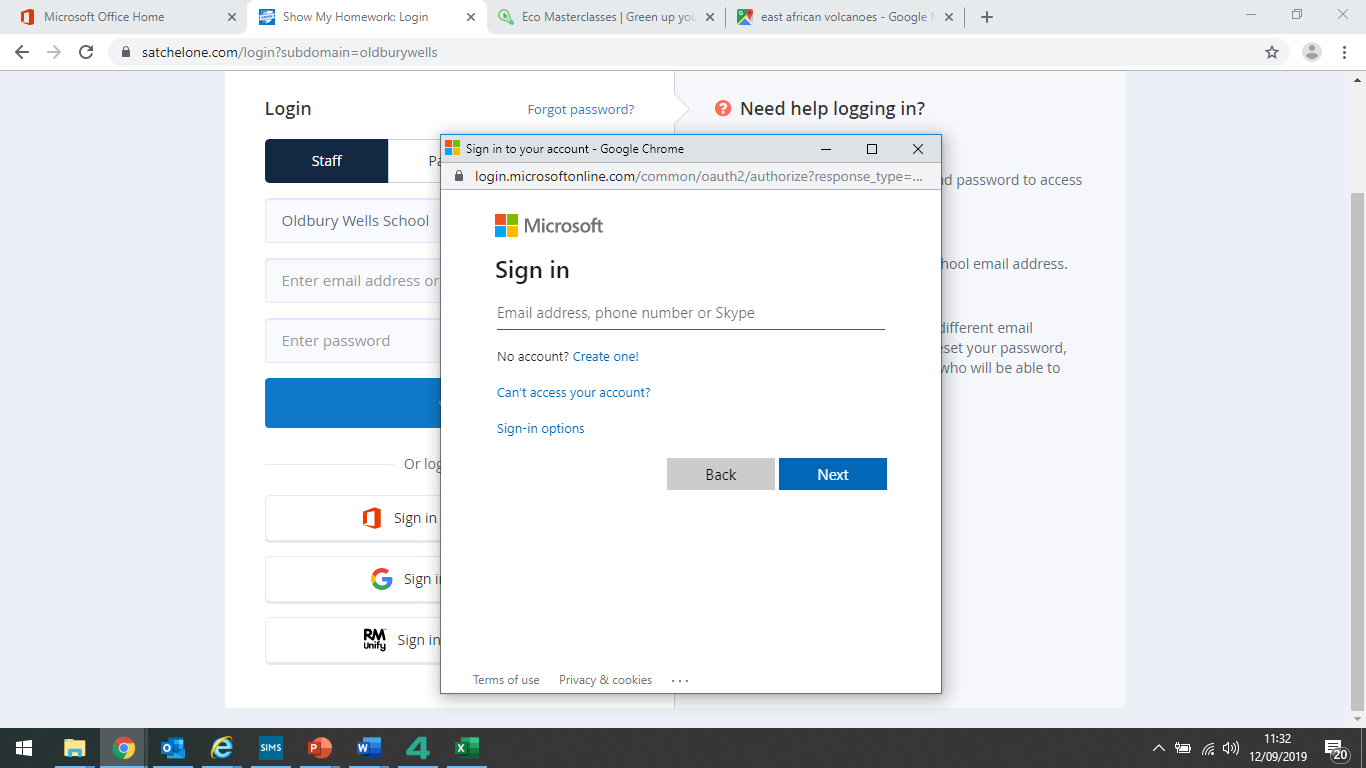 Microsoft Office Home
Show My Homework: Login
Eco Masterclasses | Green up you
east african volcanoes - Google
satchelone.com/login?subdomain=oldburywells
Login
Forgot password?
Need help logging in?
Staff
Pa
nd password to access
Oldbury Wells School
Enter email address or
hool email address.
Enter password
different email
eset your password,
who will be able to
Or log
Sign in
Sign in
RM Unify
Sign in
Sign in to your account - Google Chrome
login.microsoftonline.com/common/oauth2/authorize?response_type=...
Microsoft
Sign in
Email address, phone number or Skype
No account? Create one!
Can't access your account?
Sign-in options
Back
Next
Terms of use
Privacy & cookies
...
SIMS
11:32
12/09/2019
20